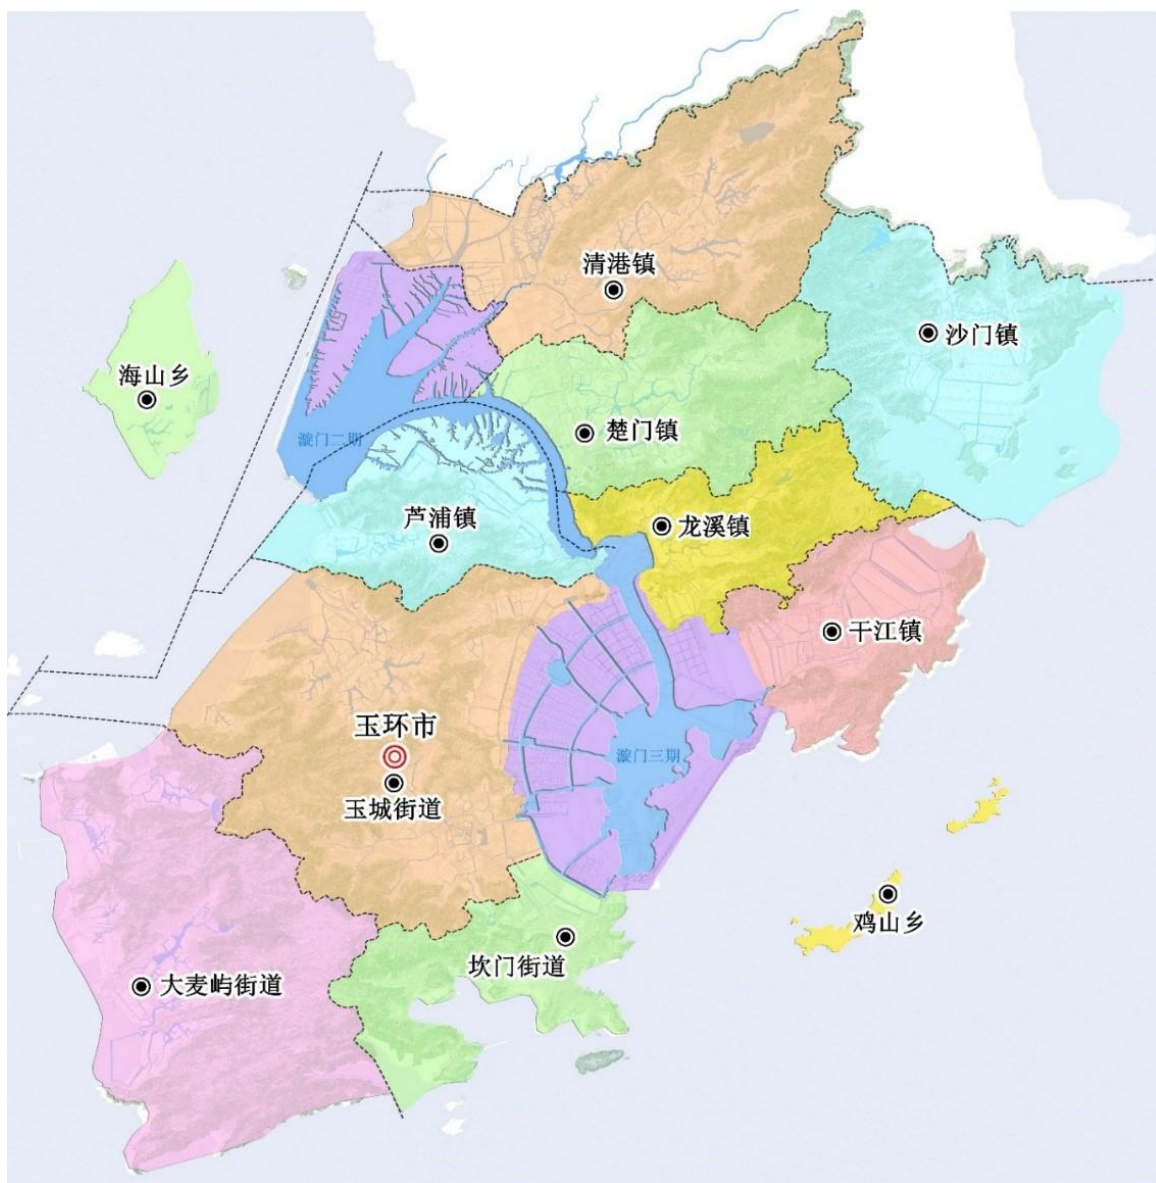 清港镇
沙门镇
海山乡
楚门镇
漩门二期
芦浦镇
龙溪镇
干江镇
玉环市
漩门三期
玉城街道
鸡山乡
坎门街道
大麦屿街道